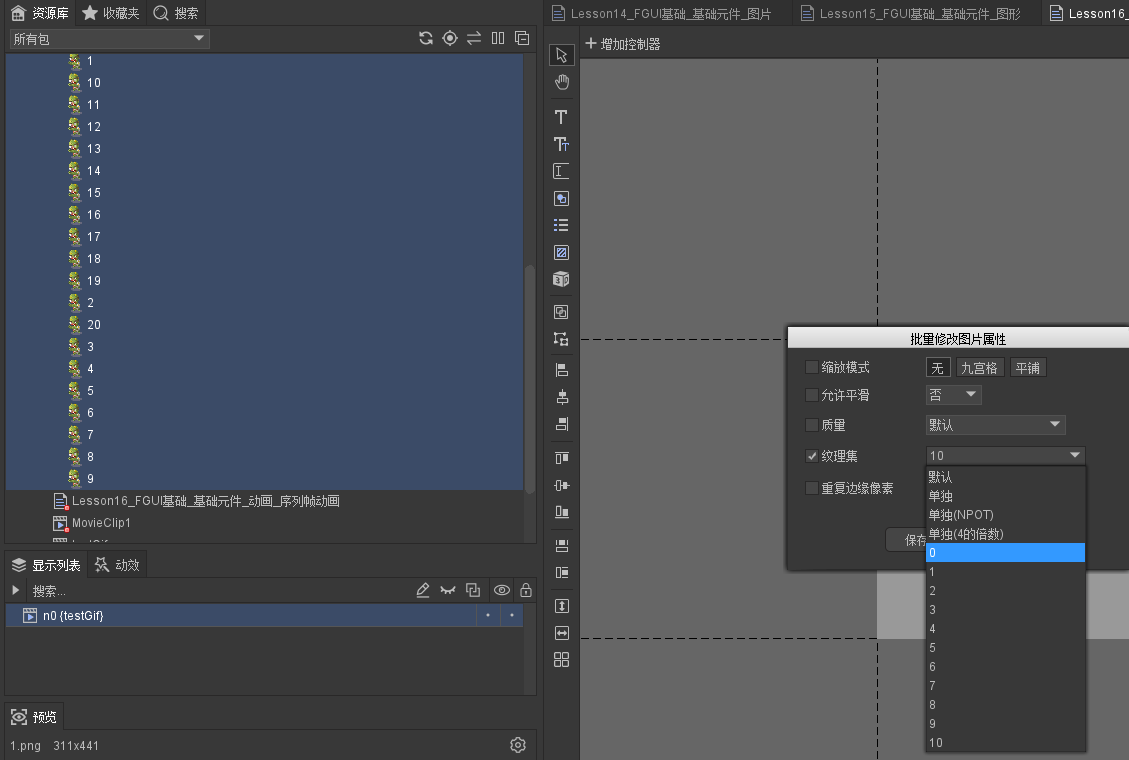 资源库
收藏夹
搜索
所有包
1
10
11
12
13
14
15
16
17
18
19
2
20
3
4
5
6
7
8
9
Lesson16_FGUI基础_基础元件_动画_序列帧动画
MovieClip1
显示列表
动效
搜索...
n0 {testGif}
预览
1.png 311x441
Lesson14_FGUI基础_基础元件_图片
Lesson15_FGUI基础_基础元件_图形
Lesson16_
增加控制器
批量修改图片属性
缩放模式
无
九宫格
平铺
允许平滑
否
质量
默认
纹理集
10
重复边缘像素
保存
默认
单独
单独(NPOT)
单独(4的倍数)
0
1
2
3
4
5
6
7
8
9
10